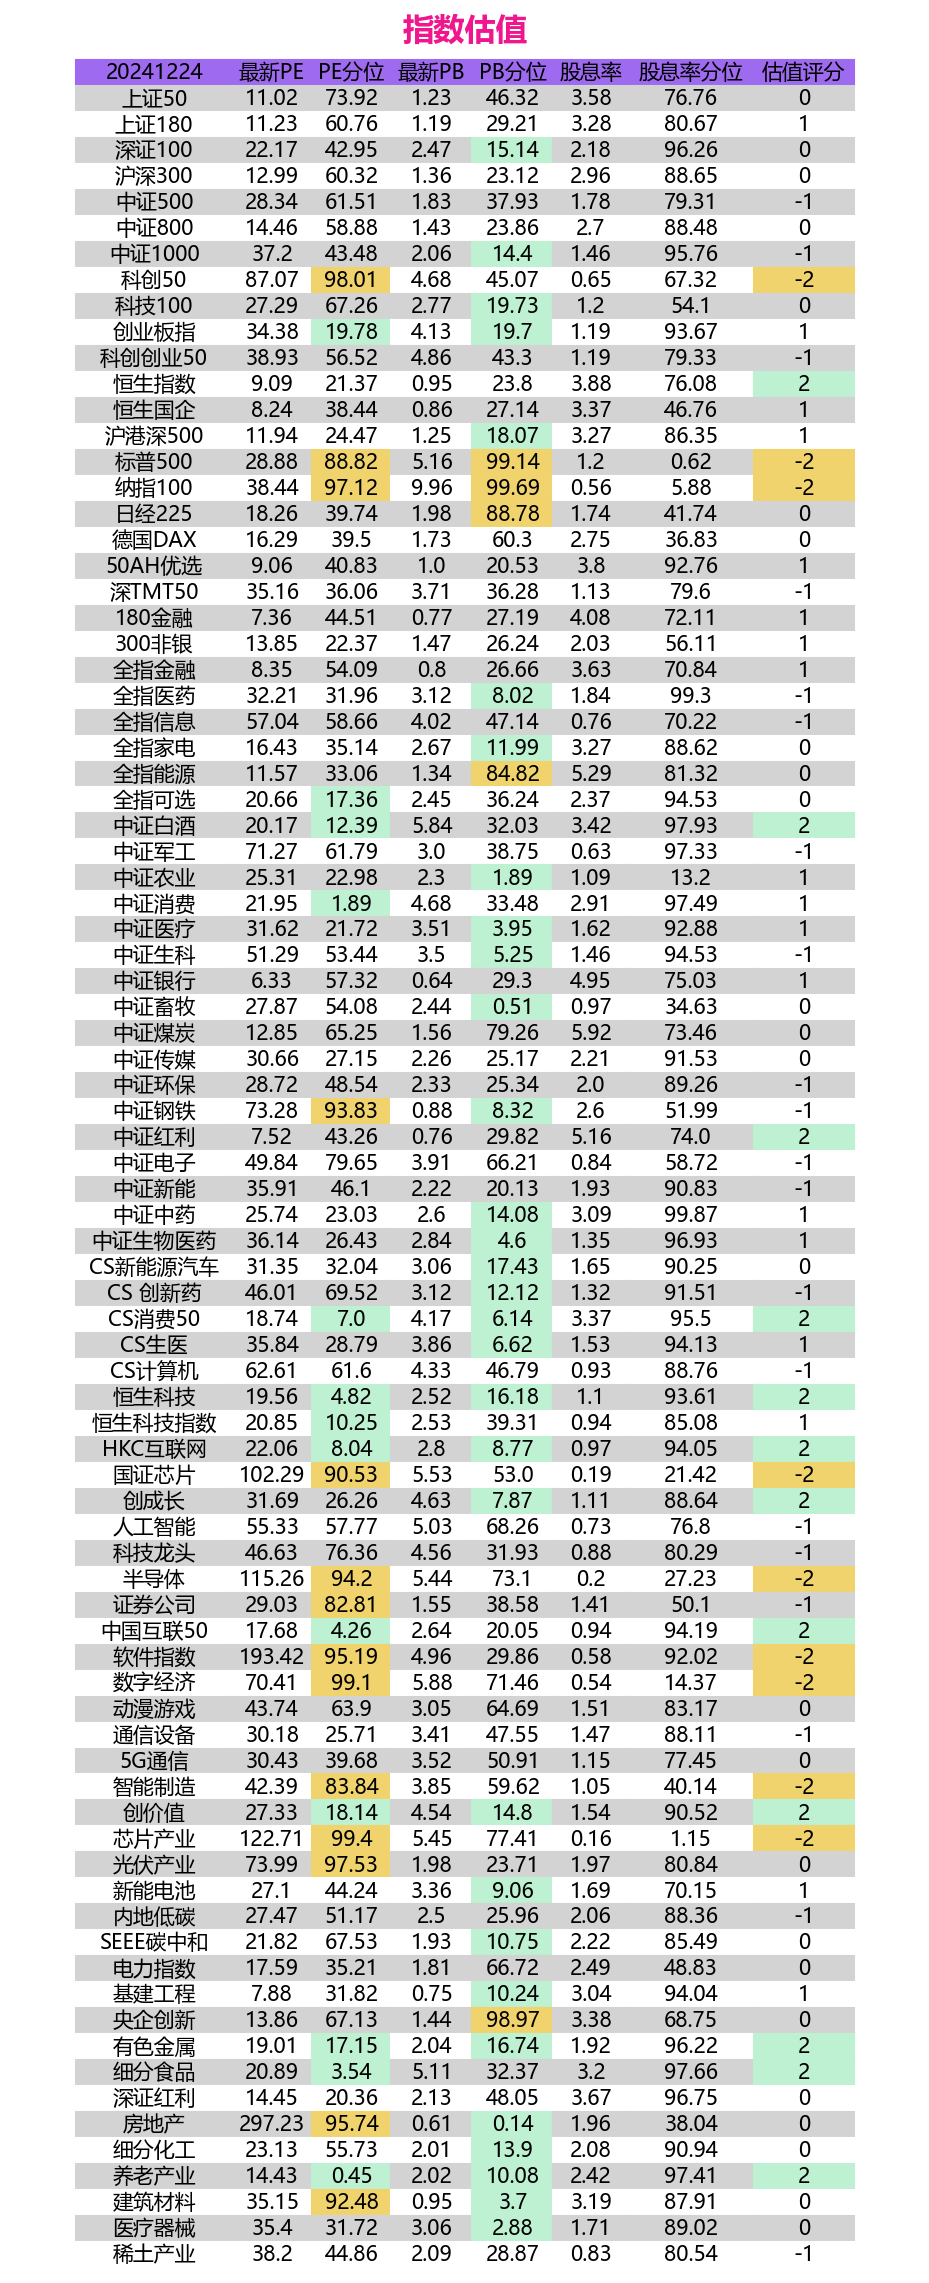 指数估值
20241224 最新PE PE分位 最新PB PB分位 股息率 股息率分位 估值评分
上证50 11.02 73.92 1.23 46.32 3.58 76.76 0
上证180 11.23 60.76 1.19 29.21 3.28 80.67 1
深证100 22.17 42.95 2.47 15.14 2.18 96.26 0
沪深300 12.99 60.32 1.36 23.12 2.96 88.65 0
中证500 28.34 61.51 1.83 37.93 1.78 79.31 -1
中证800 14.46 58.88 1.43 23.86 2.7 88.48 0
中证1000 37.2 43.48 2.06 14.4 1.46 95.76 -1
科创50 87.07 98.01 4.68 45.07 0.65 67.32 -2
科技100 27.29 67.26 2.77 19.73 1.2 54.1 0
创业板指 34.38 19.78 4.13 19.7 1.19 93.67 1
科创创业50 38.93 56.52 4.86 43.3 1.19 79.33 -1
恒生指数 9.09 21.37 0.95 23.8 3.88 76.08 2
恒生国企 8.24 38.44 0.86 27.14 3.37 46.76 1
沪港深500 11.94 24.47 1.25 18.07 3.27 86.35 1
标普500 28.88 88.82 5.16 99.14 1.2 0.62 -2
纳指100 38.44 97.12 9.96 99.69 0.56 5.88 -2
日经225 18.26 39.74 1.98 88.78 1.74 41.74 0
德国DAX 16.29 39.5 1.73 60.3 2.75 36.83 0
50AH优选 9.06 40.83 1.0 20.53 3.8 92.76 1
深TMT50 35.16 36.06 3.71 36.28 1.13 79.6 -1
180金融 7.36 44.51 0.77 27.19 4.08 72.11 1
300非银 13.85 22.37 1.47 26.24 2.03 56.11 1
全指金融 8.35 54.09 0.8 26.66 3.63 70.84 1
全指医药 32.21 31.96 3.12 8.02 1.84 99.3 -1
全指信息 57.04 58.66 4.02 47.14 0.76 70.22 -1
全指家电 16.43 35.14 2.67 11.99 3.27 88.62 0
全指能源 11.57 33.06 1.34 84.82 5.29 81.32 0
全指可选 20.66 17.36 2.45 36.24 2.37 94.53 0
中证白酒 20.17 12.39 5.84 32.03 3.42 97.93 2
中证军工 71.27 61.79 3.0 38.75 0.63 97.33 -1
中证农业 25.31 22.98 2.3 1.89 1.09 13.2 1
中证消费 21.95 1.89 4.68 33.48 2.91 97.49 1
中证医疗 31.62 21.72 3.51 3.95 1.62 92.88 1
中证生科 51.29 53.44 3.5 5.25 1.46 94.53 -1
中证银行 6.33 57.32 0.64 29.3 4.95 75.03 1
中证畜牧 27.87 54.08 2.44 0.51 0.97 34.63 0
中证煤炭 12.85 65.25 1.56 79.26 5.92 73.46 0
中证传媒 30.66 27.15 2.26 25.17 2.21 91.53 0
中证环保 28.72 48.54 2.33 25.34 2.0 89.26 -1
中证钢铁 73.28 93.83 0.88 8.32 2.6 51.99 -1
中证红利 7.52 43.26 0.76 29.82 5.16 74.0 2
中证电子 49.84 79.65 3.91 66.21 0.84 58.72 -1
中证新能 35.91 46.1 2.22 20.13 1.93 90.83 -1
中证中药 25.74 23.03 2.6 14.08 3.09 99.87 1
中证生物医药 36.14 26.43 2.84 4.6 1.35 96.93 1
CS新能源汽车 31.35 32.04 3.06 17.43 1.65 90.25 0
CS 创新药 46.01 69.52 3.12 12.12 1.32 91.51 -1
CS消费50 18.74 7.0 4.17 6.14 3.37 95.5 2
CS生医 35.84 28.79 3.86 6.62 1.53 94.13 1
CS计算机 62.61 61.6 4.33 46.79 0.93 88.76 -1
恒生科技 19.56 4.82 2.52 16.18 1.1 93.61 2
恒生科技指数 20.85 10.25 2.53 39.31 0.94 85.08 1
HKC互联网 22.06 8.04 2.8 8.77 0.97 94.05 2
国证芯片 102.29 90.53 5.53 53.0 0.19 21.42 -2
创成长 31.69 26.26 4.63 7.87 1.11 88.64 2
人工智能 55.33 57.77 5.03 68.26 0.73 76.8 -1
科技龙头 46.63 76.36 4.56 31.93 0.88 80.29 -1
半导体 115.26 94.2 5.44 73.1 0.2 27.23 -2
证券公司 29.03 82.81 1.55 38.58 1.41 50.1 -1
中国互联50 17.68 4.26 2.64 20.05 0.94 94.19 2
软件指数 193.42 95.19 4.96 29.86 0.58 92.02 -2
数字经济 70.41 99.1 5.88 71.46 0.54 14.37 -2
动漫游戏 43.74 63.9 3.05 64.69 1.51 83.17 0
通信设备 30.18 25.71 3.41 47.55 1.47 88.11 -1
5G通信 30.43 39.68 3.52 50.91 1.15 77.45 0
智能制造 42.39 83.84 3.85 59.62 1.05 40.14 -2
创价值 27.33 18.14 4.54 14.8 1.54 90.52 2
芯片产业 122.71 99.4 5.45 77.41 0.16 1.15 -2
光伏产业 73.99 97.53 1.98 23.71 1.97 80.84 0
新能电池 27.1 44.24 3.36 9.06 1.69 70.15 1
内地低碳 27.47 51.17 2.5 25.96 2.06 88.36 -1
SEEE碳中和 21.82 67.53 1.93 10.75 2.22 85.49 0
电力指数 17.59 35.21 1.81 66.72 2.49 48.83 0
基建工程 7.88 31.82 0.75 10.24 3.04 94.04 1
央企创新 13.86 67.13 1.44 98.97 3.38 68.75 0
有色金属 19.01 17.15 2.04 16.74 1.92 96.22 2
细分食品 20.89 3.54 5.11 32.37 3.2 97.66 2
深证红利 14.45 20.36 2.13 48.05 3.67 96.75 0
房地产 297.23 95.74 0.61 0.14 1.96 38.04 0
细分化工 23.13 55.73 2.01 13.9 2.08 90.94 0
养老产业 14.43 0.45 2.02 10.08 2.42 97.41 2
建筑材料 35.15 92.48 0.95 3.7 3.19 87.91 0
医疗器械 35.4 31.72 3.06 2.88 1.71 89.02 0
稀土产业 38.2 44.86 2.09 28.87 0.83 80.54 -1